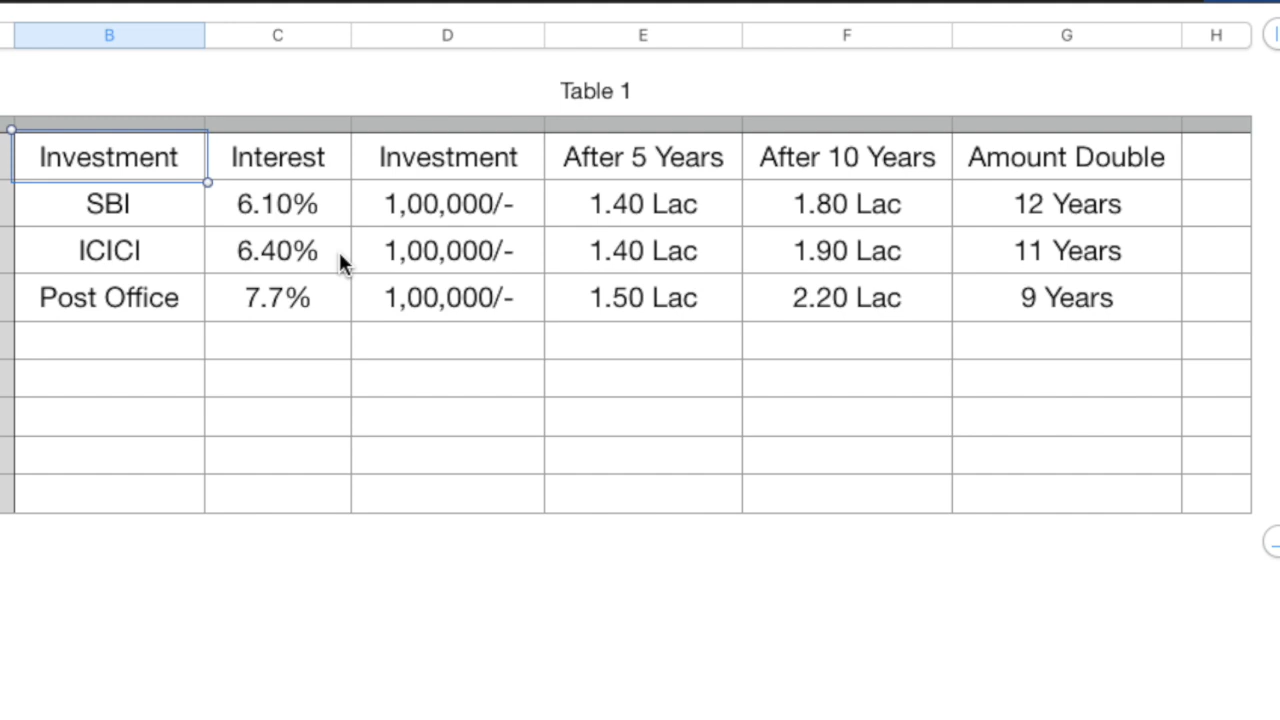 B C D E F G H
Table 1
Investment Interest Investment After 5 Years After 10 Years Amount Double
SBI 6.10% 1,00,000/- 1.40 Lac 1.80 Lac 12 Years
ICICI 6.40% 1,00,000/- 1.40 Lac 1.90 Lac 11 Years
Post Office 7.7% 1,00,000/- 1.50 Lac 2.20 Lac 9 Years